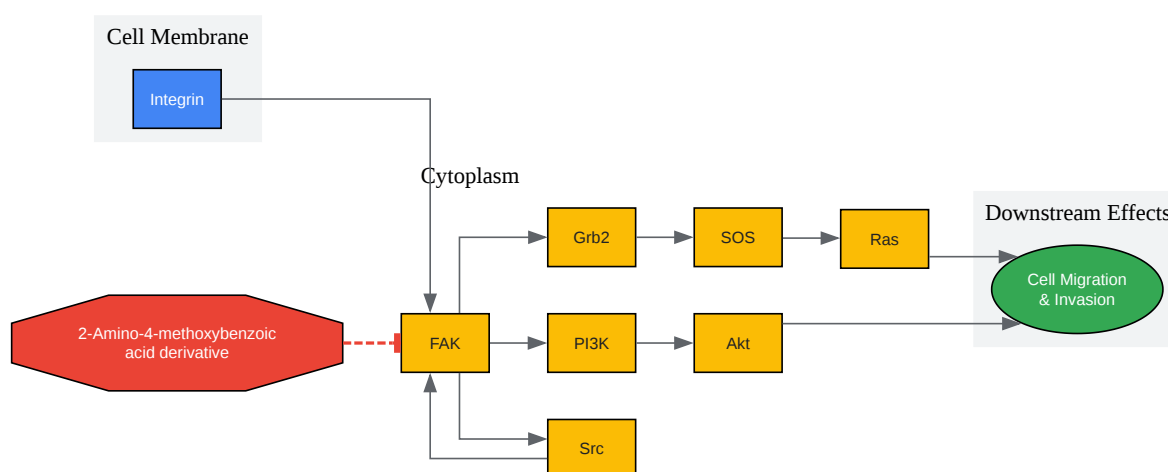 Cell Membrane
Integrin
Cytoplasm
Downstream Effects
Grb2
SOS
Ras
Cell Migration
& Invasion
2-Amino-4-methoxybenzoic
acid derivative
FAK
PI3K
Akt
Src